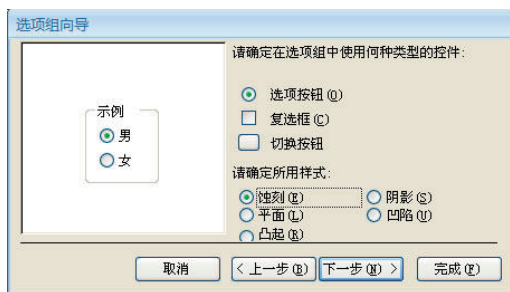 选项组向导
请确定在选项组中使用何种类型的控件:
示例
男
女
选项按钮(O)
复选框(C)
切换按钮
请确定所用样式:
蚀刻(E) 阴影(S)
平面(L) 凹陷(U)
凸起(R)
取消 < 上一步(B) 下一步(N) > 完成(F)